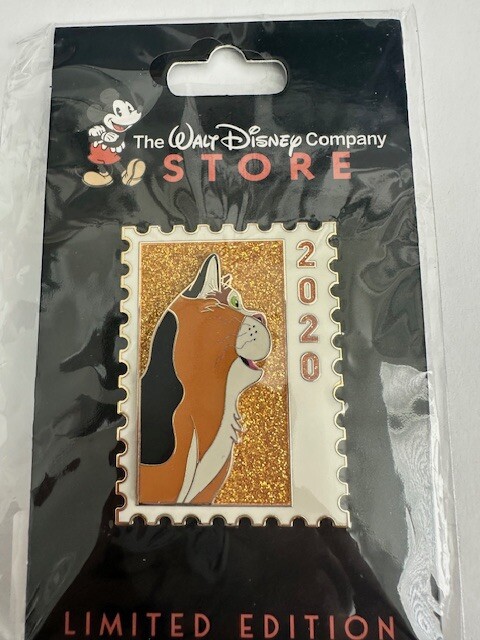 The Walt Disney Company
STORE
2020
LIMITED EDITION